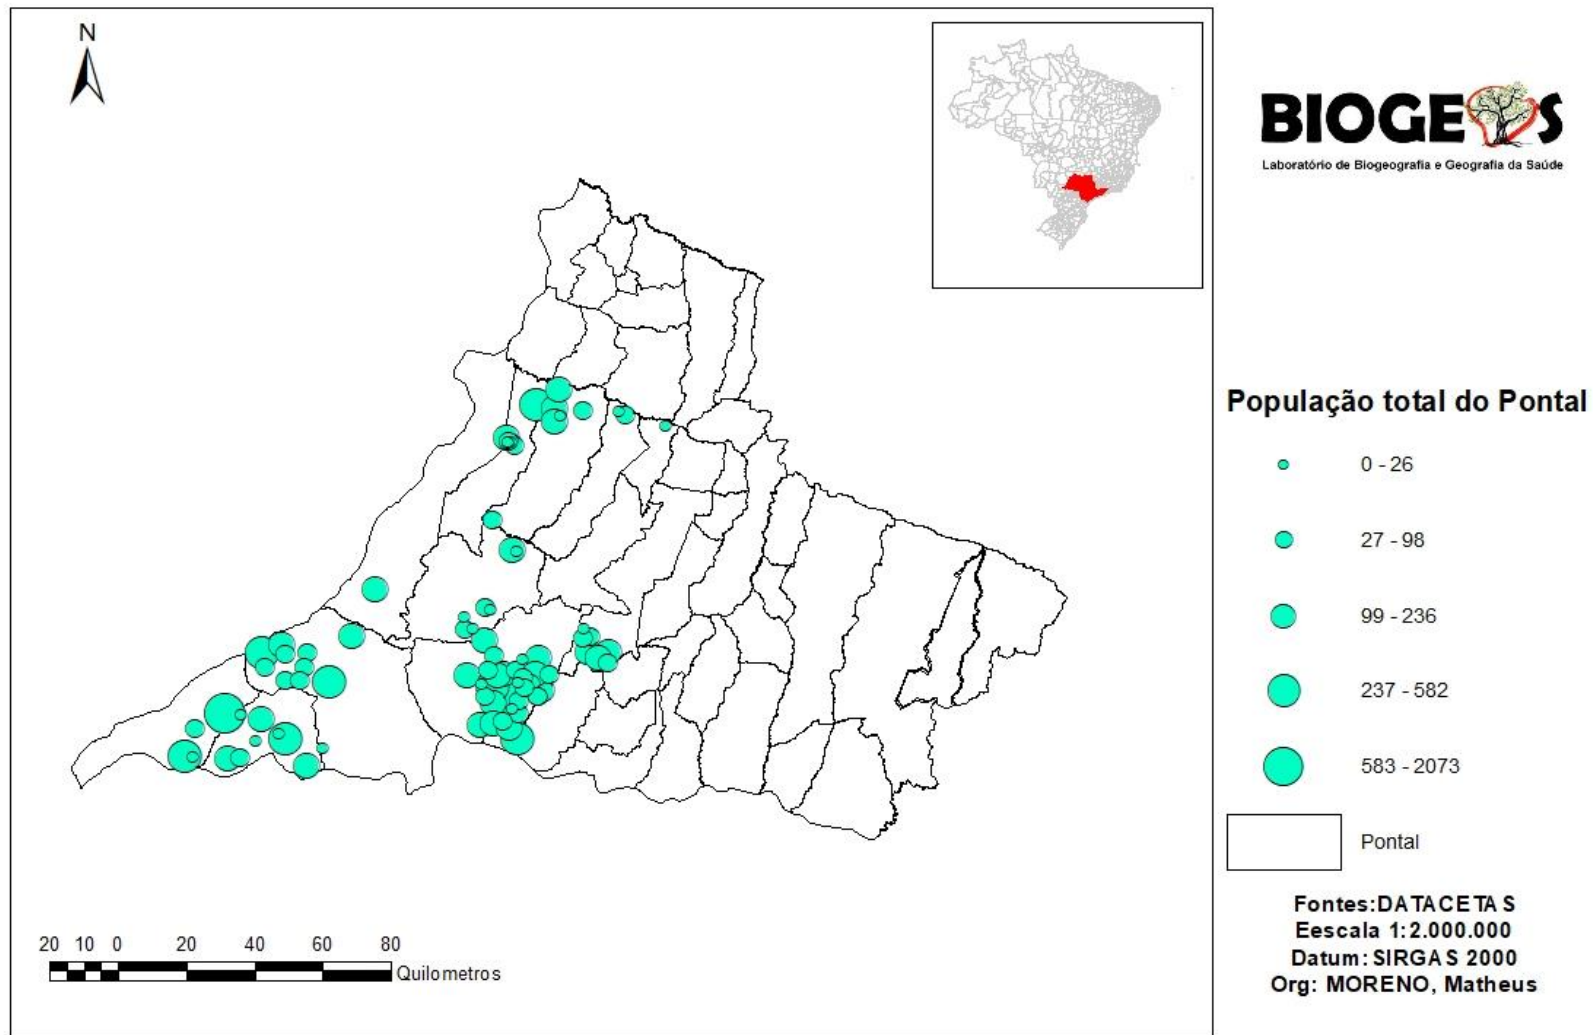 N
BIOGEOS
Laboratório de Biogeografia e Geografia da Saúde
População total do Pontal
0 - 26
27 - 98
99 - 236
237 - 582
583 - 2073
Pontal
Fontes:DATACETAS
Eescala 1:2.000.000
Datum: SIRGAS 2000
Org: MORENO, Matheus
20 10 0 20 40 60 80
Quilometros